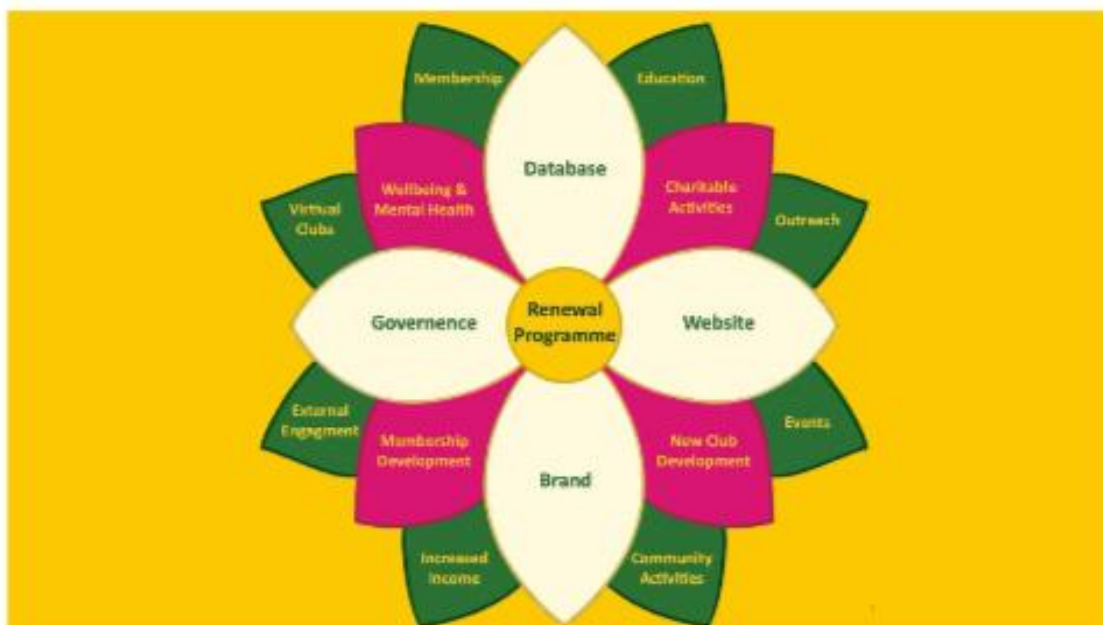 Membership
Education
Database
Wellbeing &
Mental Health
Charitable
Activities
Virtual
Clubs
Outreach
Governence
Renewal
Programme
Website
External
Engagment
Membership
Development
New Club
Development
Events
Brand
Increased
Income
Community
Activities